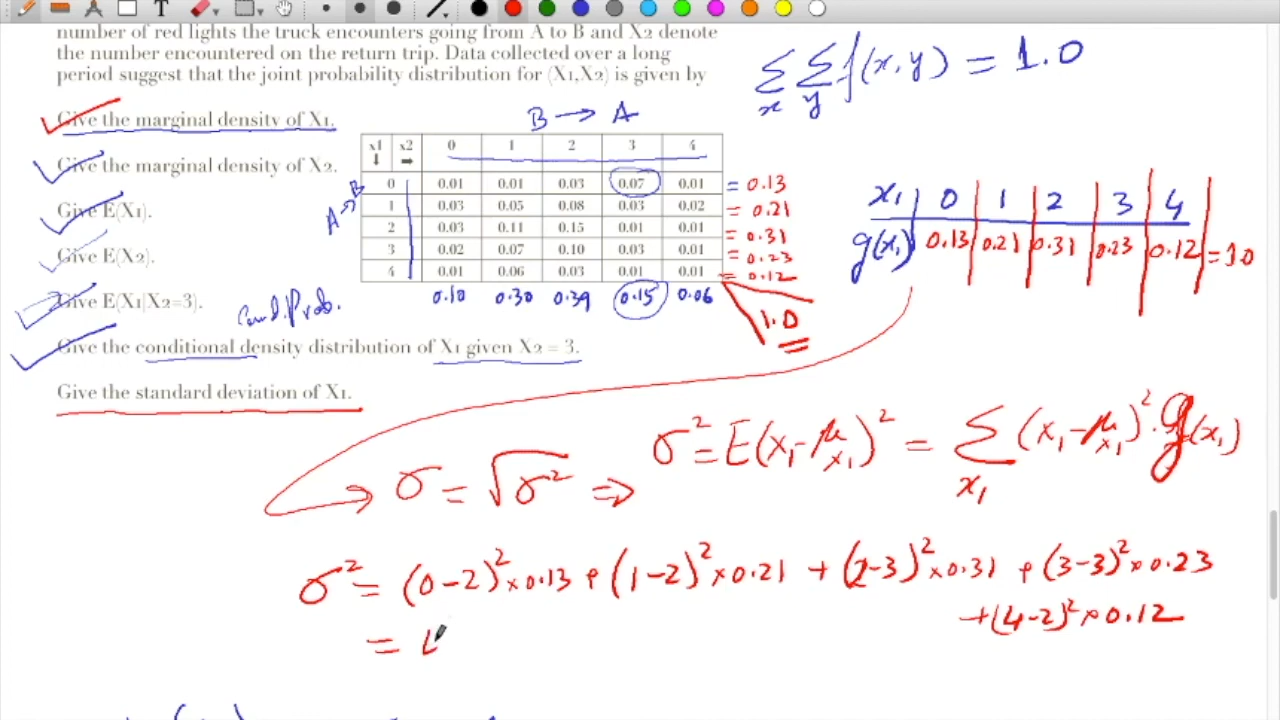 number of red lights the truck encounters going from A to B and X2 denote
the number encountered on the return trip. Data collected over a long
period suggest that the joint probability distribution for (X1,X2) is given by
Σ Σ f(x,y) = 1.0
x y
Give the marginal density of X1.
Give the marginal density of X2.
Give E(X1).
Give E(X2).
Give E(X1|X2=3).
Cond. Prob.
Give the conditional density distribution of X1 given X2 = 3.
Give the standard deviation of X1.
B → A
A → B
x1 ↓ x2 ➡ 0 1 2 3 4
0 0.01 0.01 0.03 0.07 0.01 = 0.13
1 0.03 0.05 0.08 0.03 0.02 = 0.21
2 0.03 0.11 0.15 0.01 0.01 = 0.31
3 0.02 0.07 0.10 0.03 0.01 = 0.23
4 0.01 0.06 0.03 0.01 0.01 = 0.12
0.10 0.30 0.39 0.15 0.06
1.0
x₁ 0 1 2 3 4
g(x₁) 0.13 0.21 0.31 0.23 0.12 = 1.0
σ = √σ² ⇒ σ² = E(x₁-μx₁)² = Σ (x₁-μx₁)².g(x₁)
x₁
σ² = (0-2)²×0.13 + (1-2)²×0.21 + (2-3)²×0.31 + (3-3)²×0.23
+(4-2)²×0.12
=